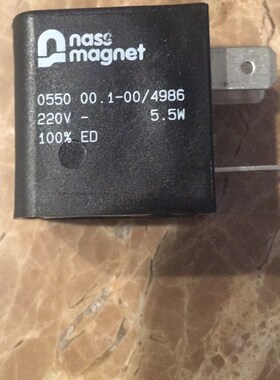 nass
magnet
0550 00.1-00/4986
220V - 5.5W
100% ED